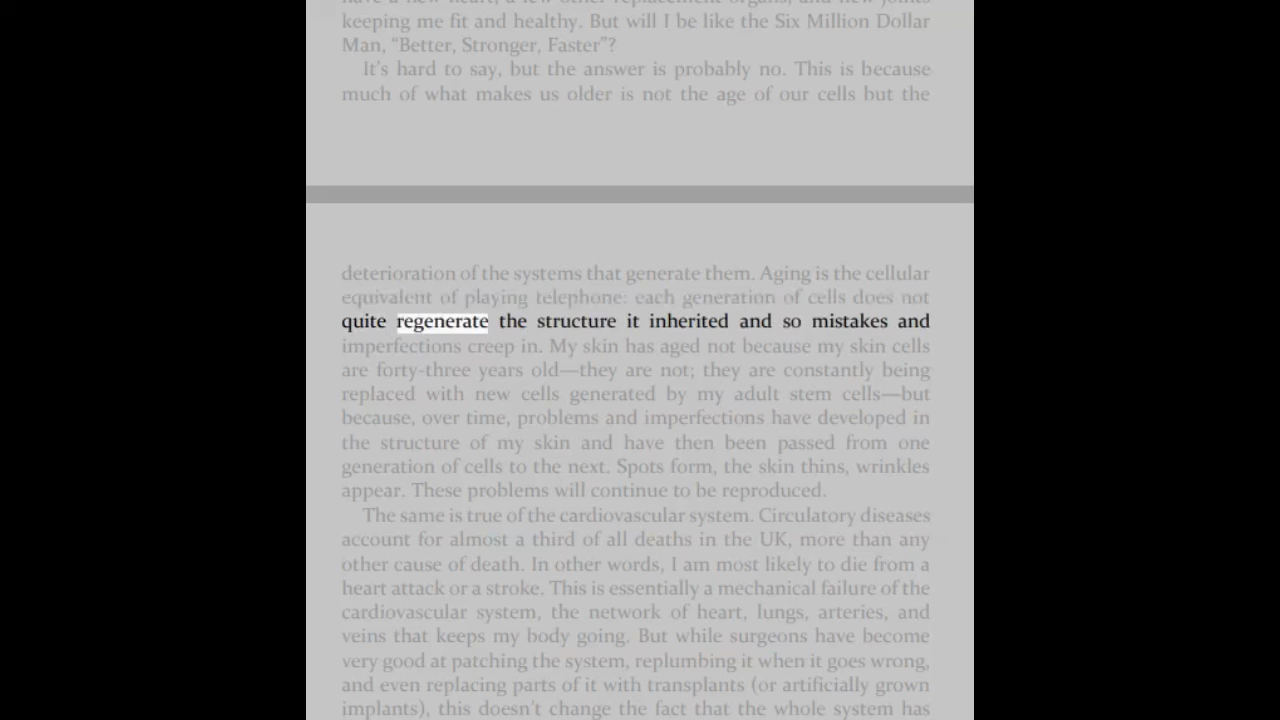 have a new heart, a few other replacement organs, and new joints
keeping me fit and healthy. But will I be like the Six Million Dollar
Man, “Better, Stronger, Faster”?
It’s hard to say, but the answer is probably no. This is because
much of what makes us older is not the age of our cells but the
deterioration of the systems that generate them. Aging is the cellular
equivalent of playing telephone: each generation of cells does not
quite regenerate the structure it inherited and so mistakes and
imperfections creep in. My skin has aged not because my skin cells
are forty-three years old—they are not; they are constantly being
replaced with new cells generated by my adult stem cells—but
because, over time, problems and imperfections have developed in
the structure of my skin and have then been passed from one
generation of cells to the next. Spots form, the skin thins, wrinkles
appear. These problems will continue to be reproduced.
The same is true of the cardiovascular system. Circulatory diseases
account for almost a third of all deaths in the UK, more than any
other cause of death. In other words, I am most likely to die from a
heart attack or a stroke. This is essentially a mechanical failure of the
cardiovascular system, the network of heart, lungs, arteries, and
veins that keeps my body going. But while surgeons have become
very good at patching the system, replumbing it when it goes wrong,
and even replacing parts of it with transplants (or artificially grown
implants), this doesn’t change the fact that the whole system has